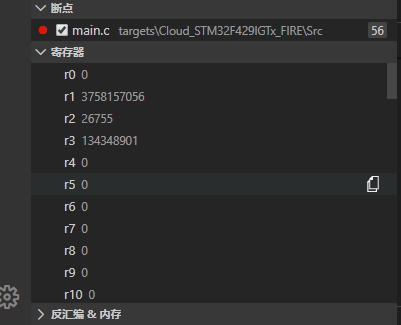 断点
main.c targets\Cloud_STM32F429IGTx_FIRE\Src 56
寄存器
r0 0
r1 3758157056
r2 26755
r3 134348901
r4 0
r5 0
r6 0
r7 0
r8 0
r9 0
r10 0
反汇编 & 内存